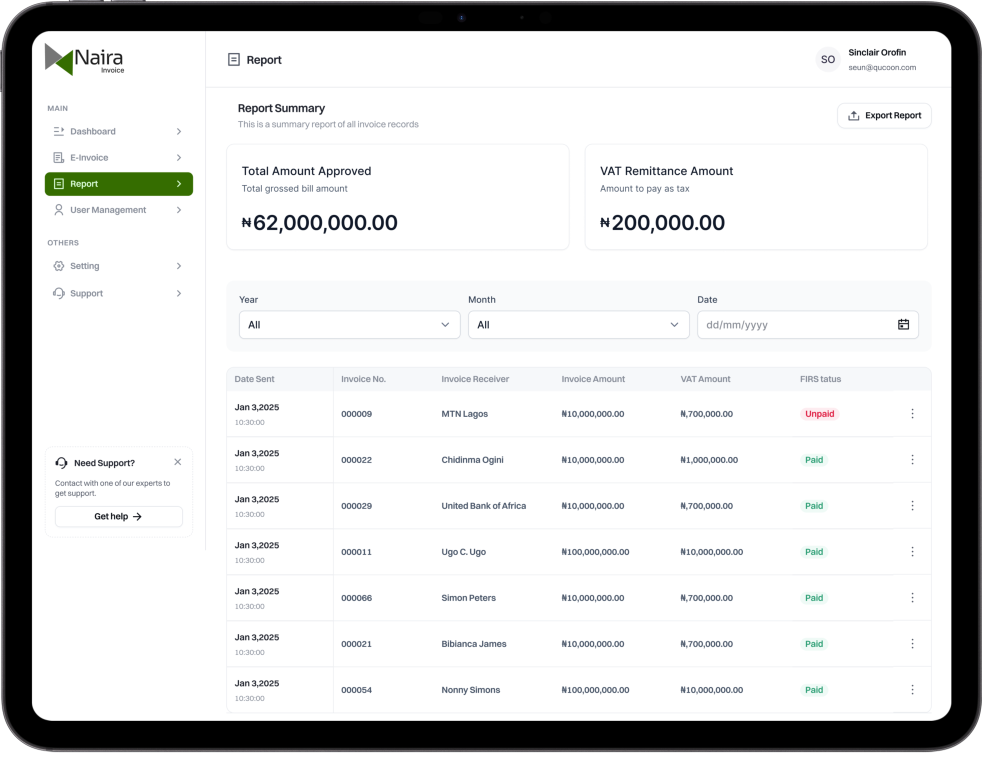 Naira
Invoice
Report
SO
Sinclair Orofin
seun@qucoon.com
MAIN
Dashboard
E-Invoice
Report
User Management
OTHERS
Setting
Support
Need Support?
Contact with one of our experts to
get support.
Get help →
Report Summary
This is a summary report of all invoice records
Export Report
Total Amount Approved
Total grossed bill amount
₦62,000,000.00
VAT Remittance Amount
Amount to pay as tax
₦200,000.00
Year Month Date
All All dd/mm/yyyy
Date Sent Invoice No. Invoice Receiver Invoice Amount VAT Amount FIRS tatus
Jan 3,2025
10:30:00
000009 MTN Lagos ₦10,000,000.00 ₦,700,000.00 Unpaid
Jan 3,2025
10:30:00
000022 Chidinma Ogini ₦10,000,000.00 ₦1,000,000.00 Paid
Jan 3,2025
10:30:00
000029 United Bank of Africa ₦10,000,000.00 ₦,700,000.00 Paid
Jan 3,2025
10:30:00
000011 Ugo C. Ugo ₦100,000,000.00 ₦10,000,000.00 Paid
Jan 3,2025
10:30:00
000066 Simon Peters ₦10,000,000.00 ₦,700,000.00 Paid
Jan 3,2025
10:30:00
000021 Bibianca James ₦10,000,000.00 ₦,700,000.00 Paid
Jan 3,2025
10:30:00
000054 Nonny Simons ₦100,000,000.00 ₦10,000,000.00 Paid